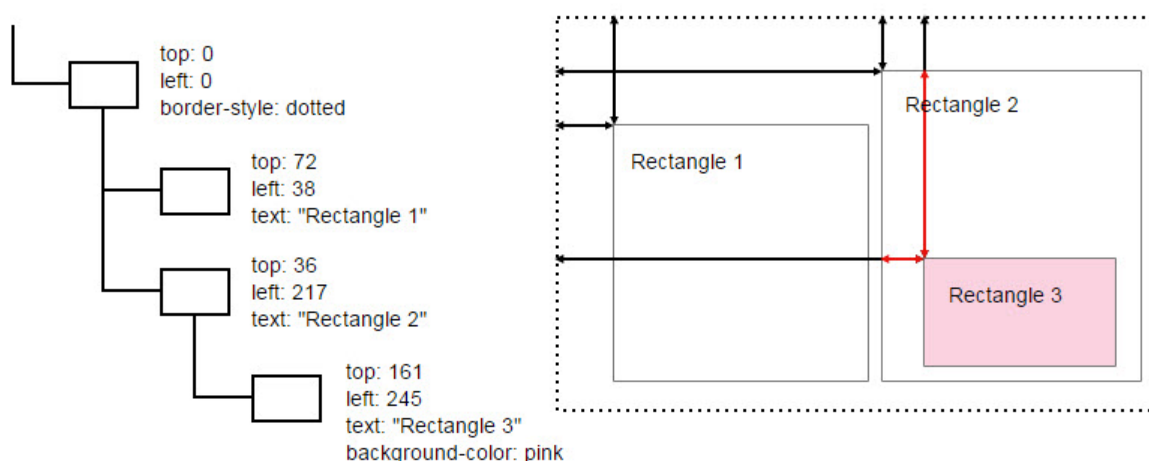 top: 0
left: 0
border-style: dotted
top: 72
left: 38
text: "Rectangle 1"
top: 36
left: 217
text: "Rectangle 2"
top: 161
left: 245
text: "Rectangle 3"
background-color: pink
Rectangle 1
Rectangle 2
Rectangle 3